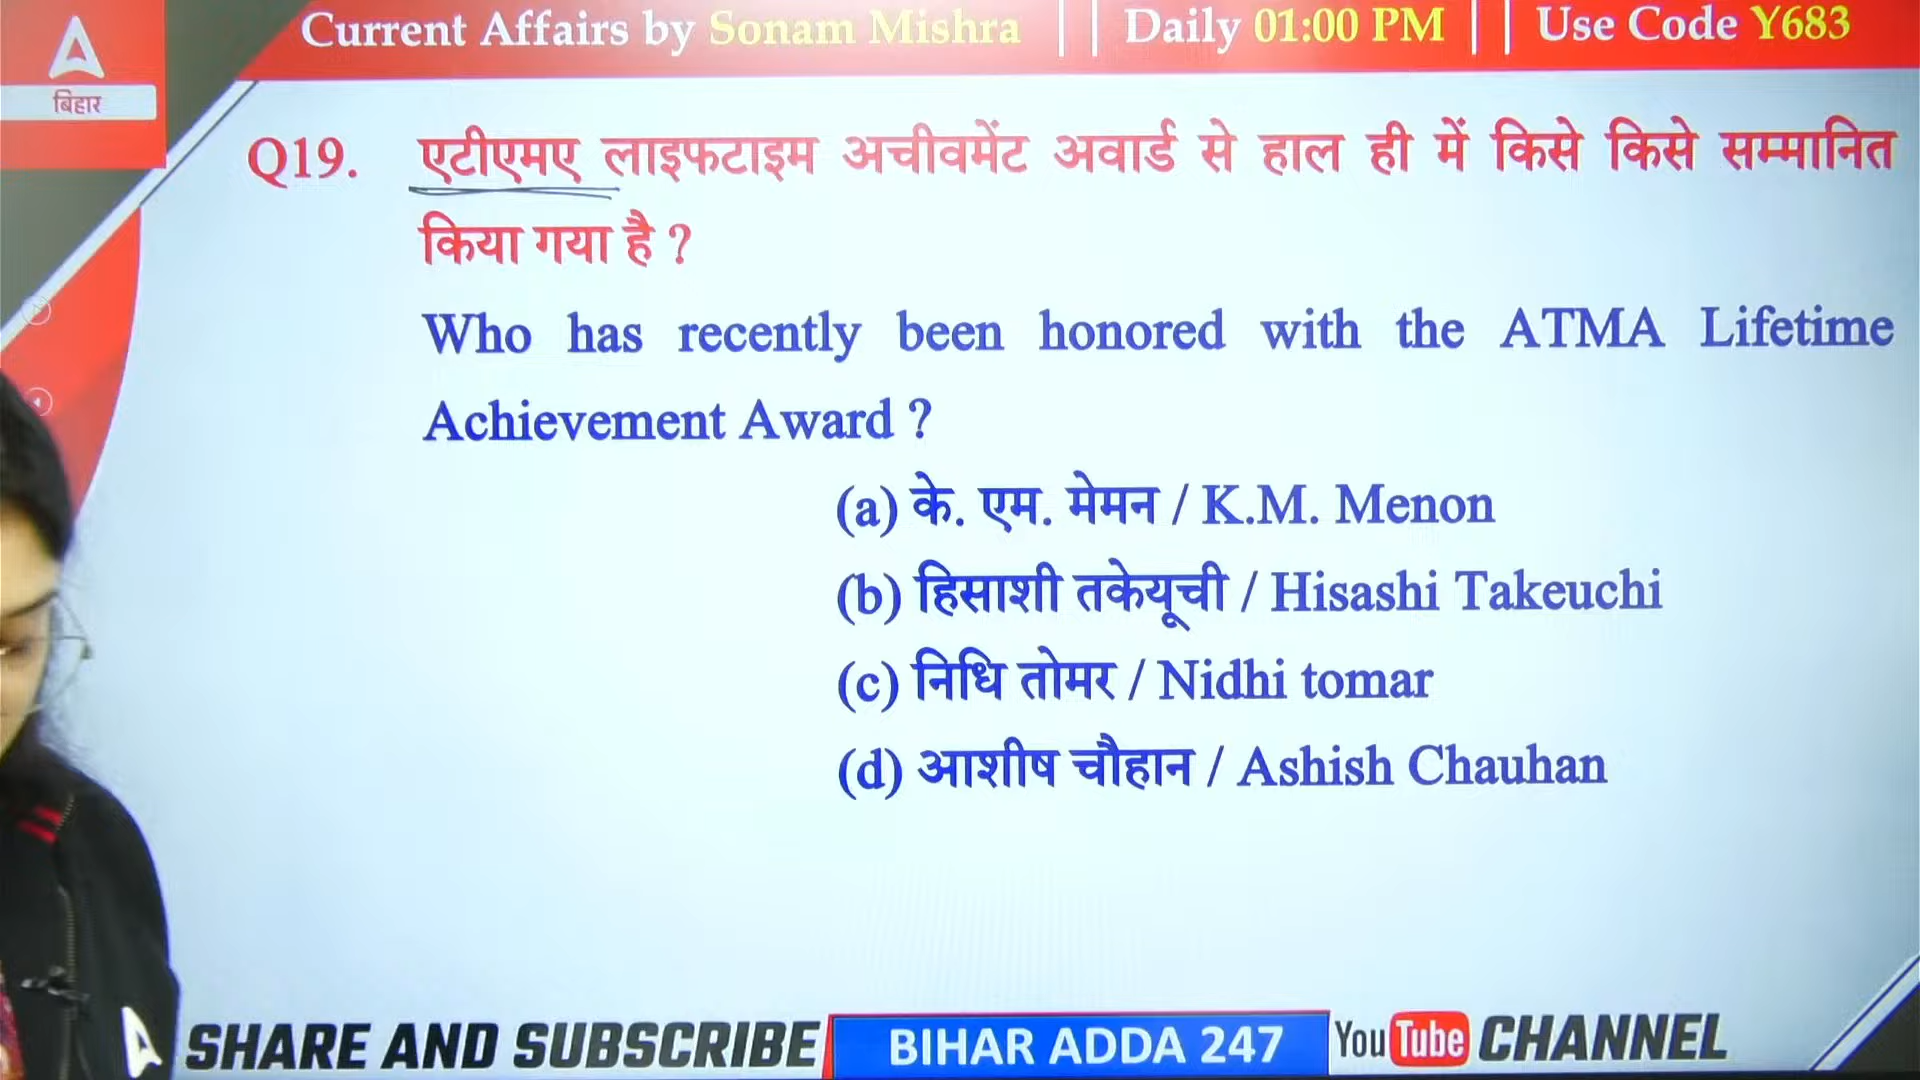 Current Affairs by Sonam Mishra || Daily 01:00 PM || Use Code Y683
बिहार
Q19. एटीएमए लाइफटाइम अचीवमेंट अवार्ड से हाल ही में किसे किसे सम्मानित
किया गया है ?
Who has recently been honored with the ATMA Lifetime
Achievement Award ?
(a) के. एम. मेमन / K.M. Menon
(b) हिसाशी तकेयूची / Hisashi Takeuchi
(c) निधि तोमर / Nidhi tomar
(d) आशीष चौहान / Ashish Chauhan
SHARE AND SUBSCRIBE BIHAR ADDA 247 YouTube CHANNEL